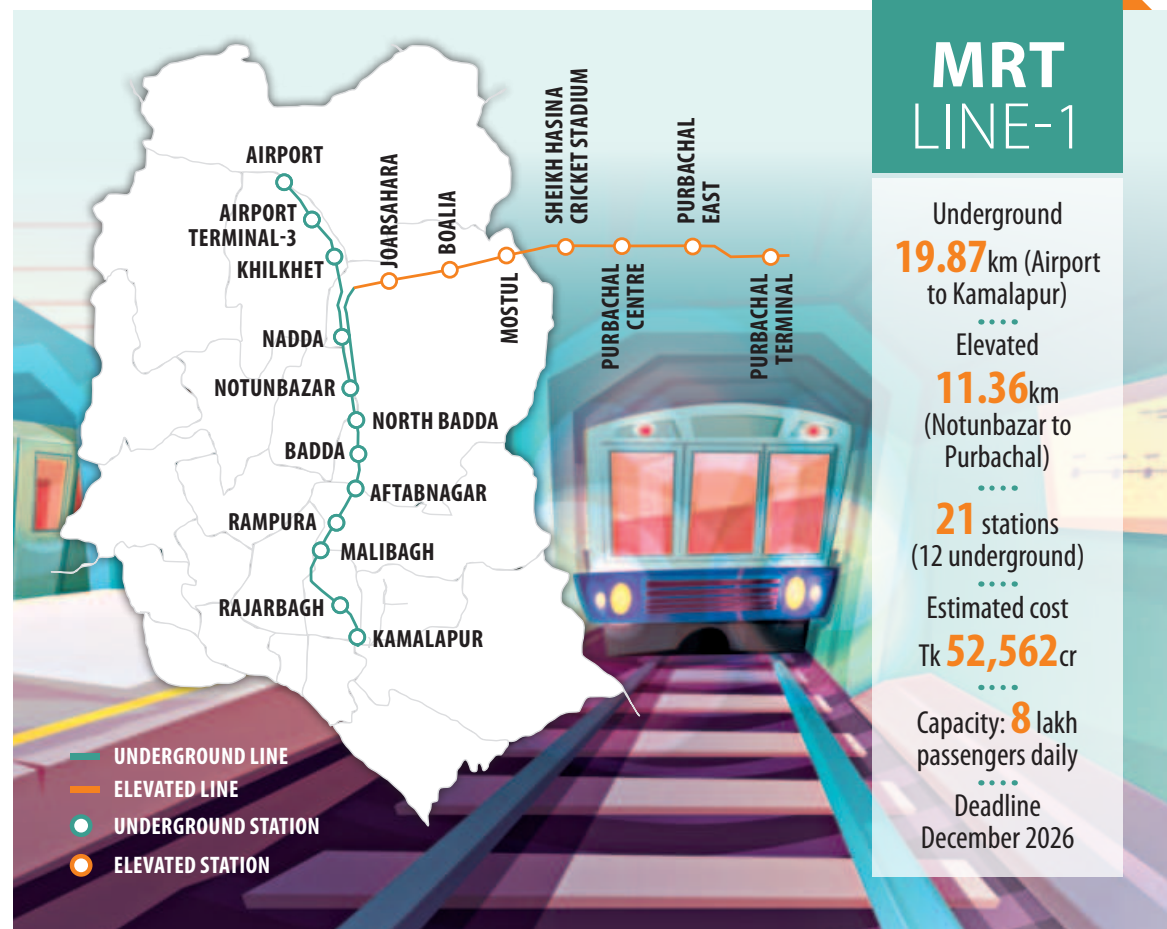 MRT
LINE-1
Underground
19.87km (Airport
to Kamalapur)
Elevated
11.36km
(Notunbazar to
Purbachal)
21 stations
(12 underground)
Estimated cost
Tk 52,562cr
Capacity: 8 lakh
passengers daily
Deadline
December 2026
AIRPORT
AIRPORT
TERMINAL-3
KHILKHET
NADDA
NOTUNBAZAR
NORTH BADDA
BADDA
AFTABNAGAR
RAMPURA
MALIBAGH
RAJARBAGH
KAMALAPUR
JOARSAHARA
BOALIA
MOSTUL
SHEIKH HASINA
CRICKET STADIUM
PURBACHAL
CENTRE
PURBACHAL
EAST
PURBACHAL
TERMINAL
UNDERGROUND LINE
ELEVATED LINE
UNDERGROUND STATION
ELEVATED STATION